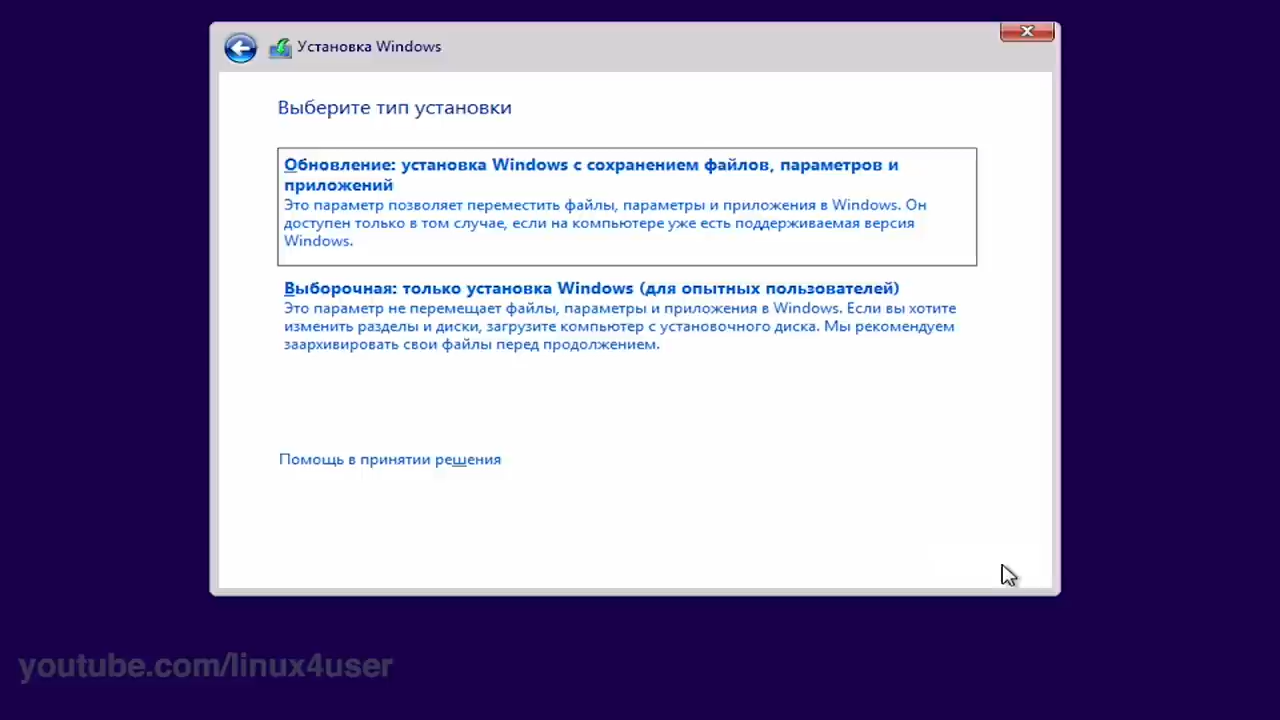 Установка Windows
Выберите тип установки
Обновление: установка Windows с сохранением файлов, параметров и
приложений
Это параметр позволяет переместить файлы, параметры и приложения в Windows. Он
доступен только в том случае, если на компьютере уже есть поддерживаемая версия
Windows.
Выборочная: только установка Windows (для опытных пользователей)
Это параметр не перемещает файлы, параметры и приложения в Windows. Если вы хотите
изменить разделы и диски, загрузите компьютер с установочного диска. Мы рекомендуем
заархивировать свои файлы перед продолжением.
Помощь в принятии решения
youtube.com/linux4user